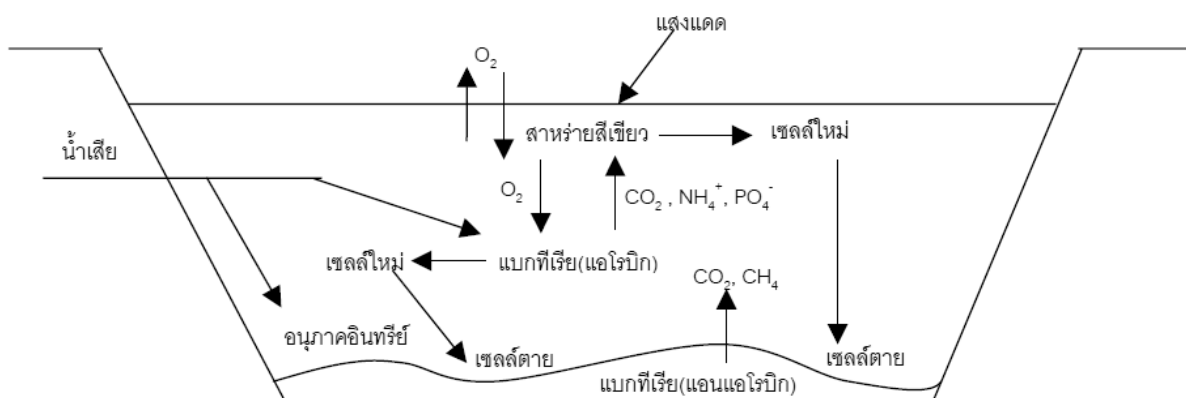 แสงแดด
O₂
สาหร่ายสีเขียว
เซลล์ใหม่
น้ำเสีย
O₂
CO₂ , NH₄⁺, PO₄⁻
เซลล์ใหม่
แบกทีเรีย(แอโรบิก)
CO₂, CH₄
อนุภาคอินทรีย์
เซลล์ตาย
เซลล์ตาย
แบกทีเรีย(แอนแอโรบิก)